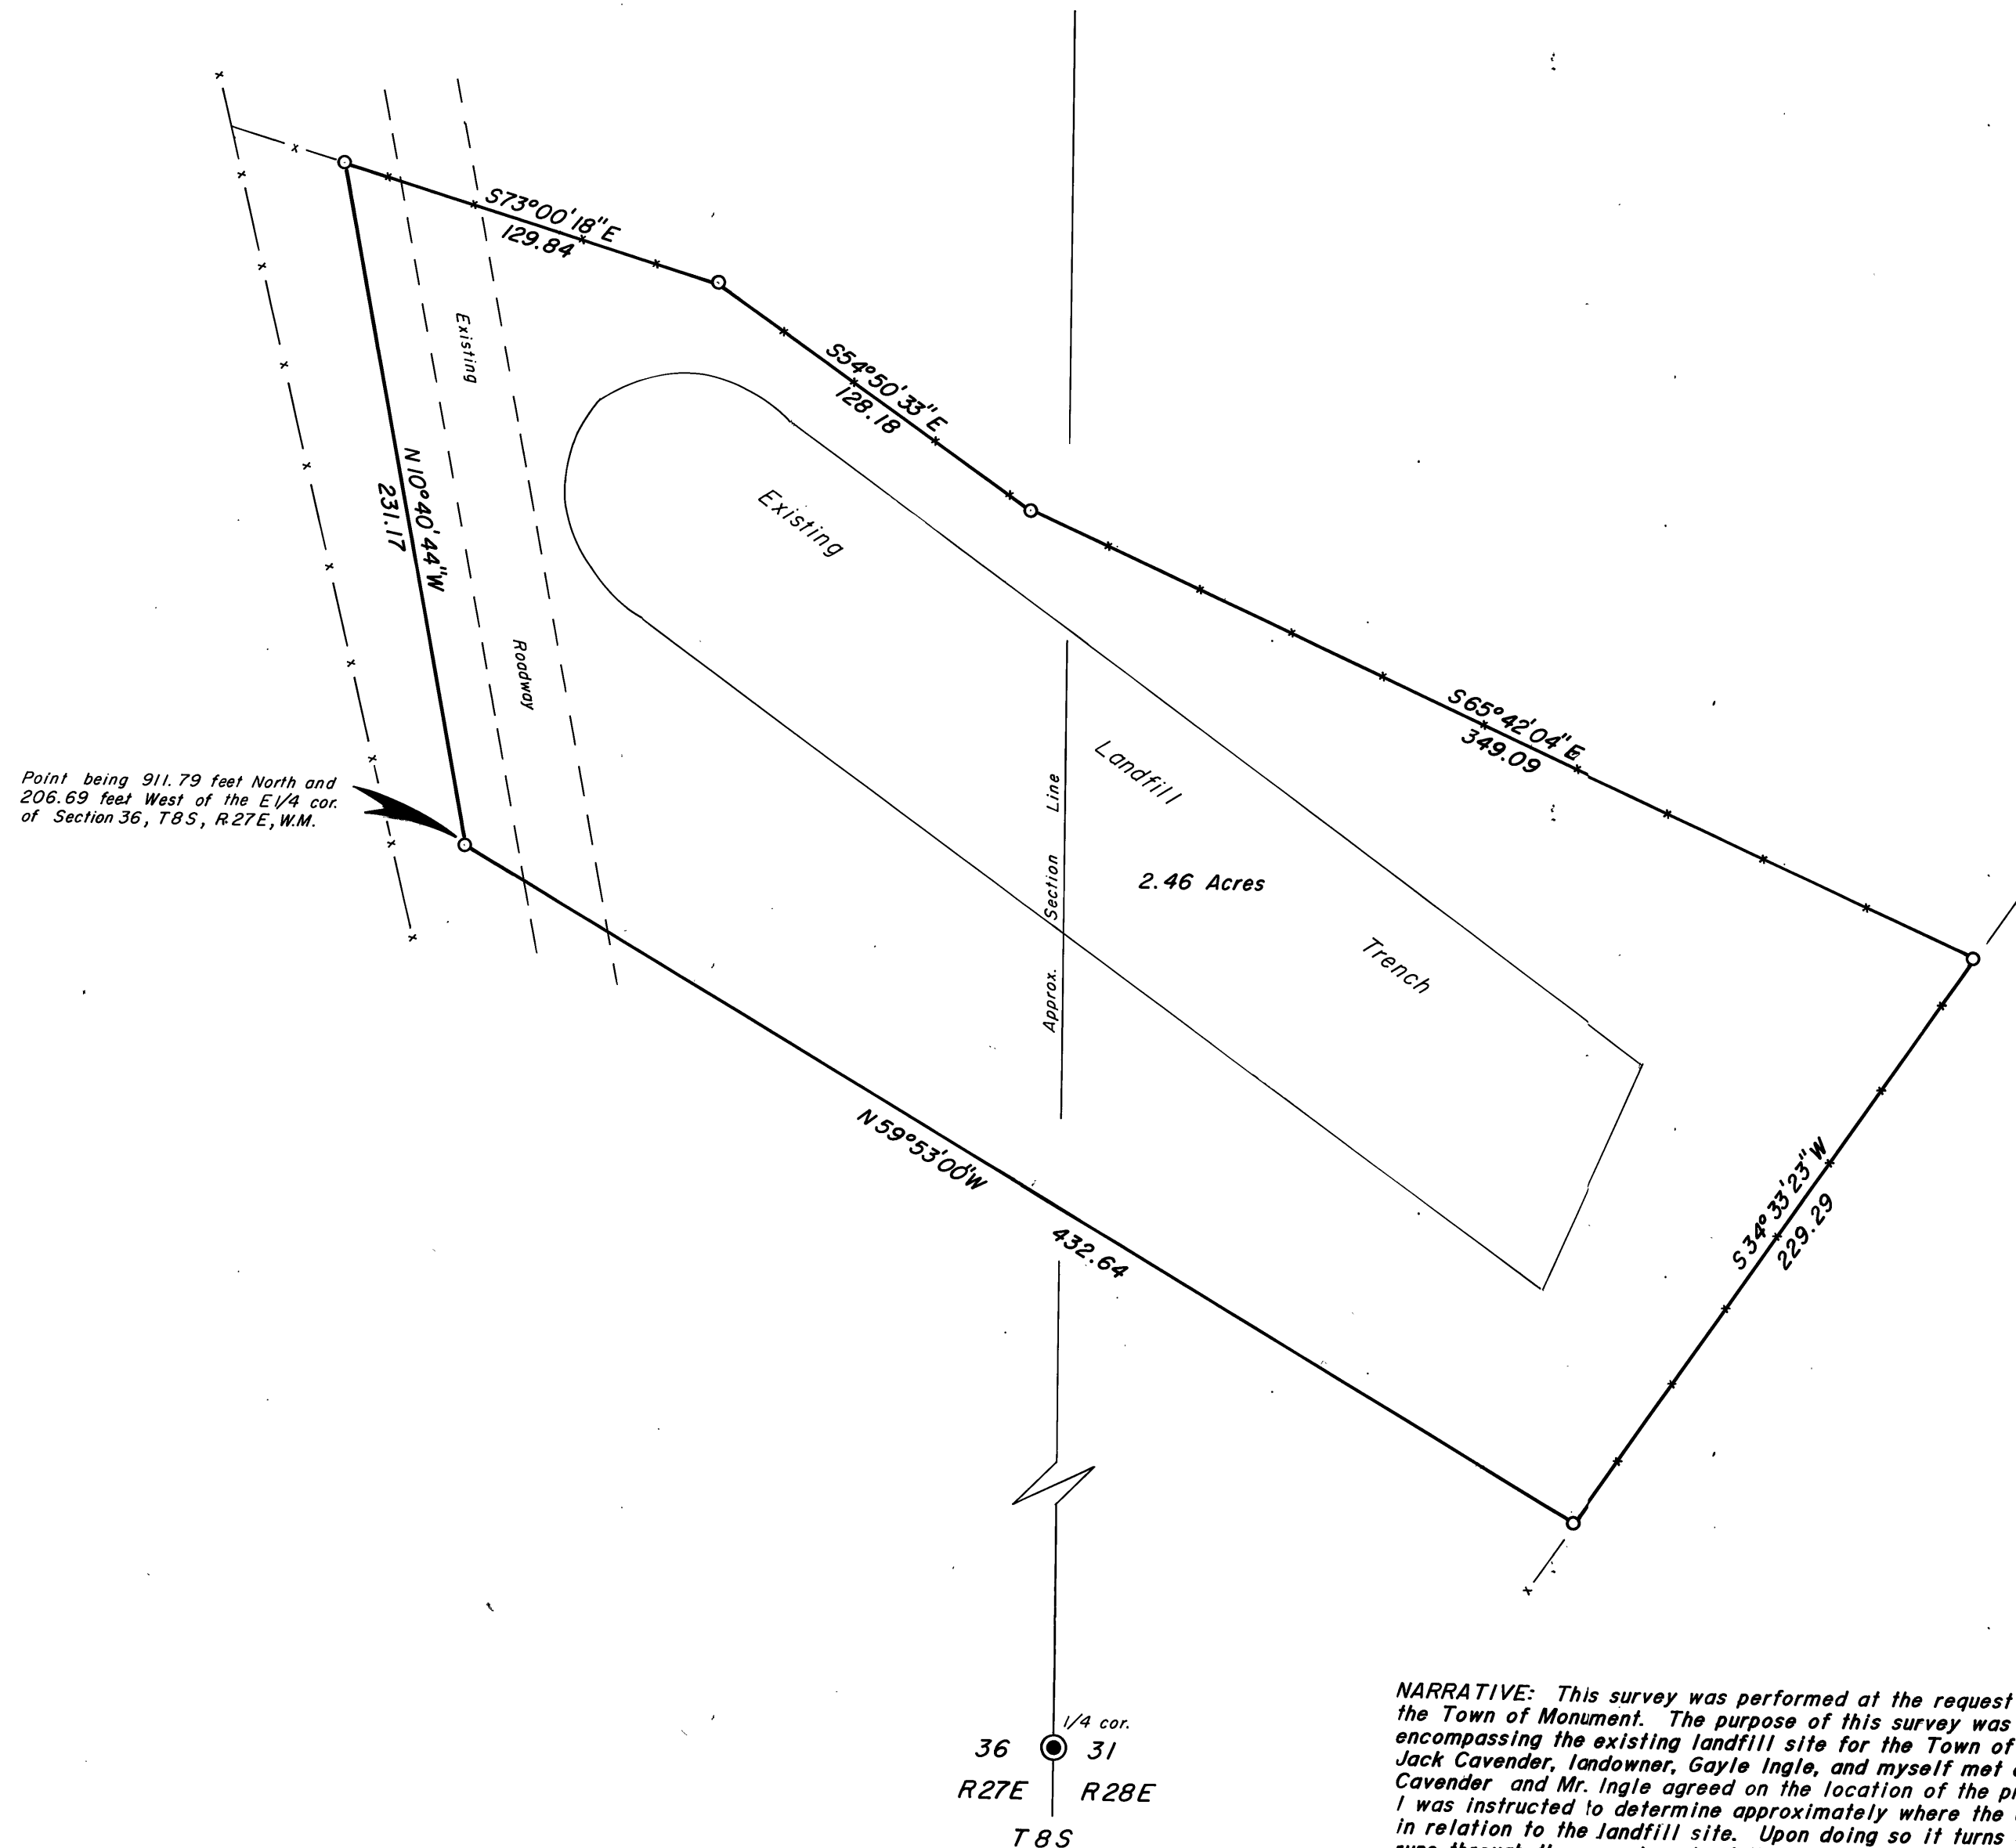 S73°00'18"E
129.84
S54°50'33"E
128.18
Existing
Roadway
N10°40'44"W
231.17
Existing
Landfill
Trench
S65°42'04"E
349.09
Point being 911.79 feet North and
206.69 feet West of the E1/4 cor.
of Section 36, T8S, R.27E, W.M.
Approx. Section Line
2.46 Acres
N59°53'00"W
432.64
S34°33'23"W
229.29
1/4 cor.
36 31
R27E R28E
T8S
NARRATIVE: This survey was performed at the request
the Town of Monument. The purpose of this survey was
encompassing the existing landfill site for the Town of
Jack Cavender, landowner, Gayle Ingle, and myself met
Cavender and Mr. Ingle agreed on the location of the
I was instructed to determine approximately where the
in relation to the landfill site. Upon doing so it turns